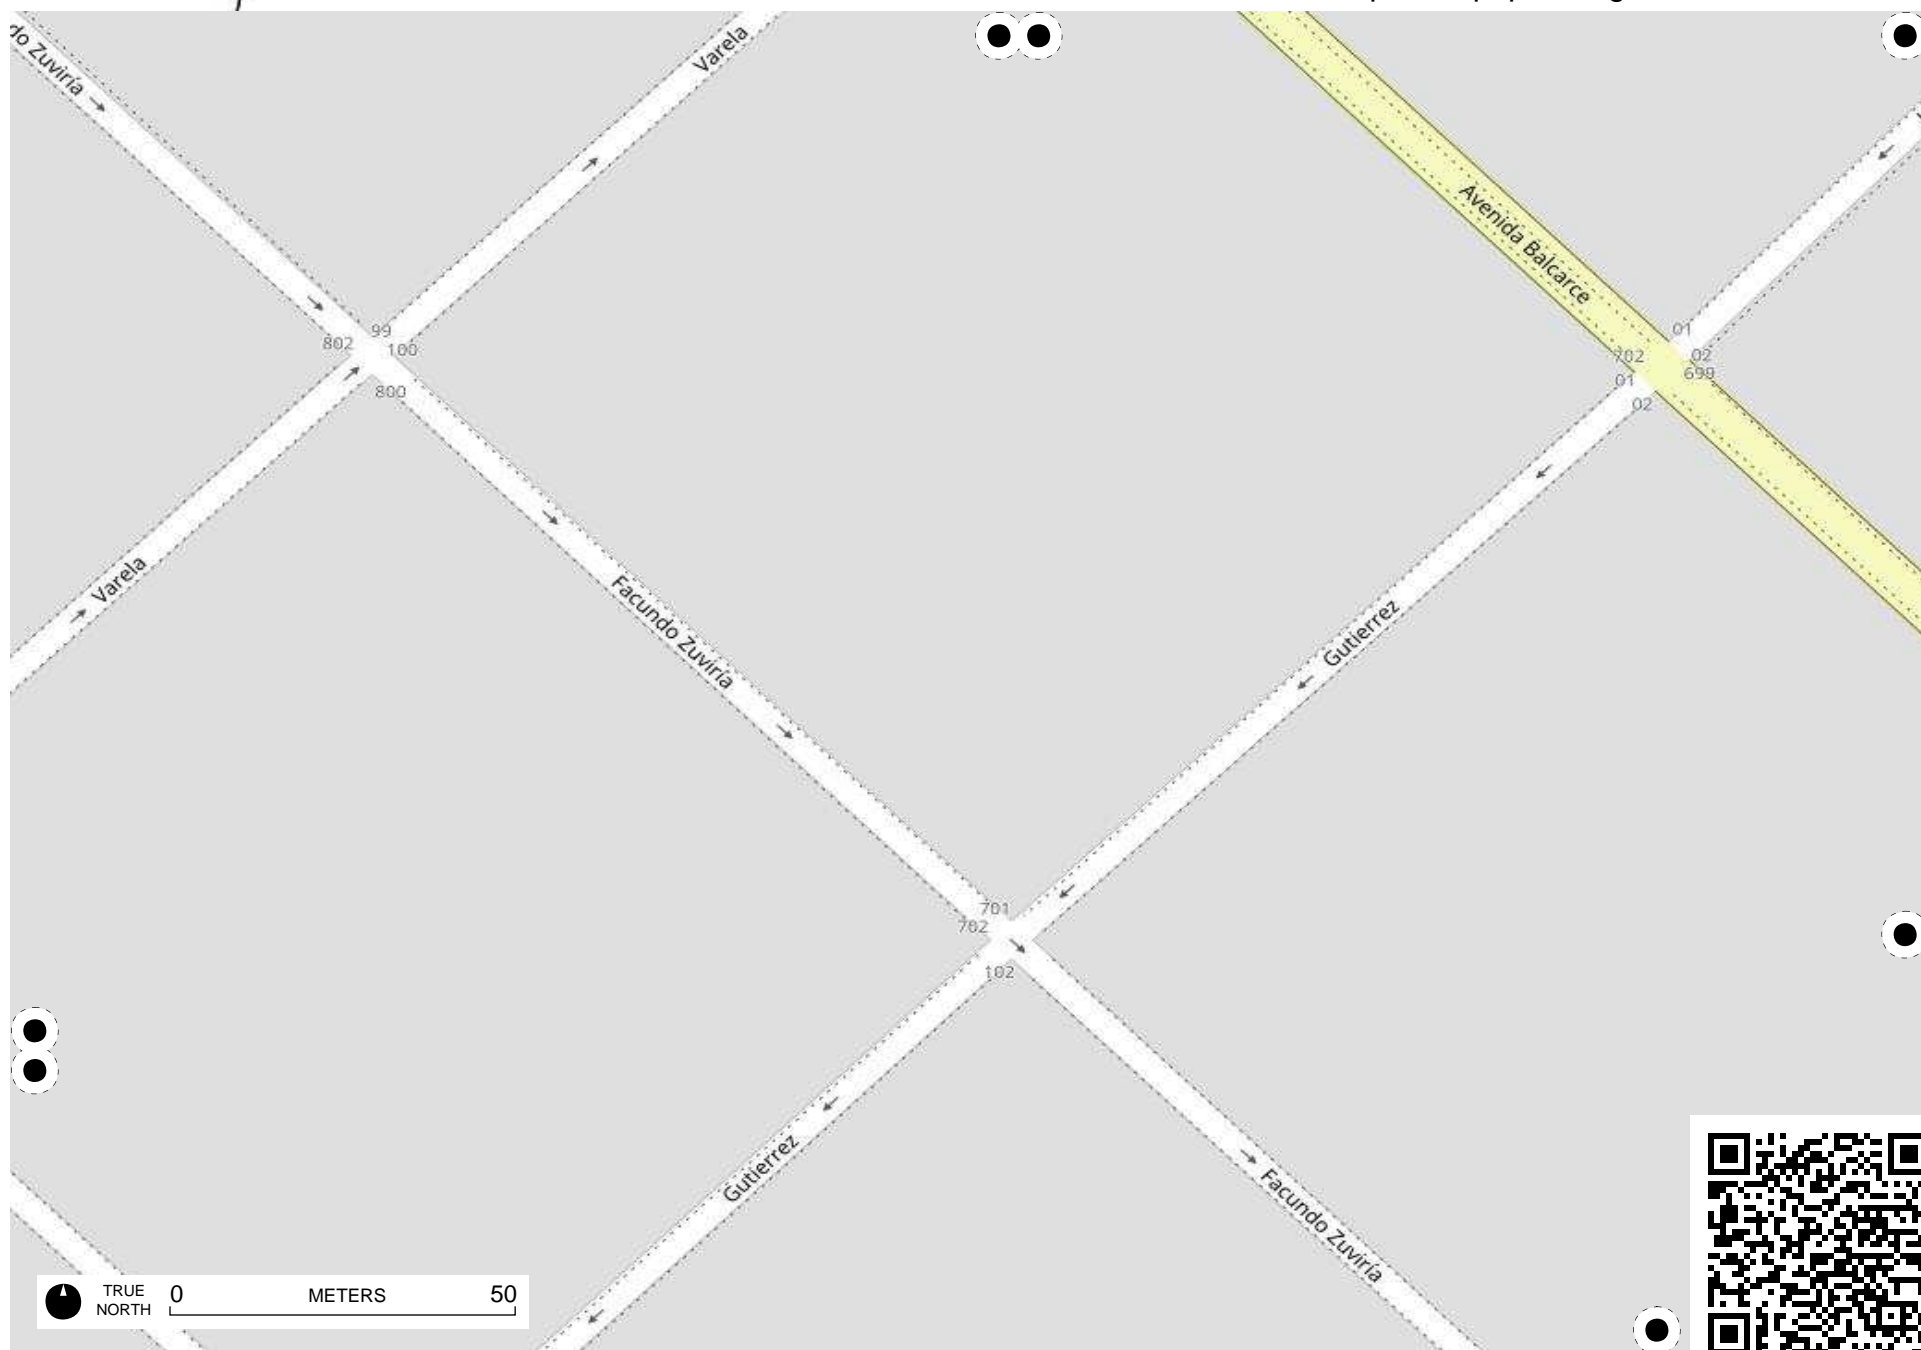 do Zuviría
Varela
Avenida Balcarce
99
802
100
800
01
702
02
699
01
02
Varela
Facundo Zuviría
Gutierrez
701
702
102
Gutierrez
Facundo Zuviría
TRUE
NORTH
0 METERS 50